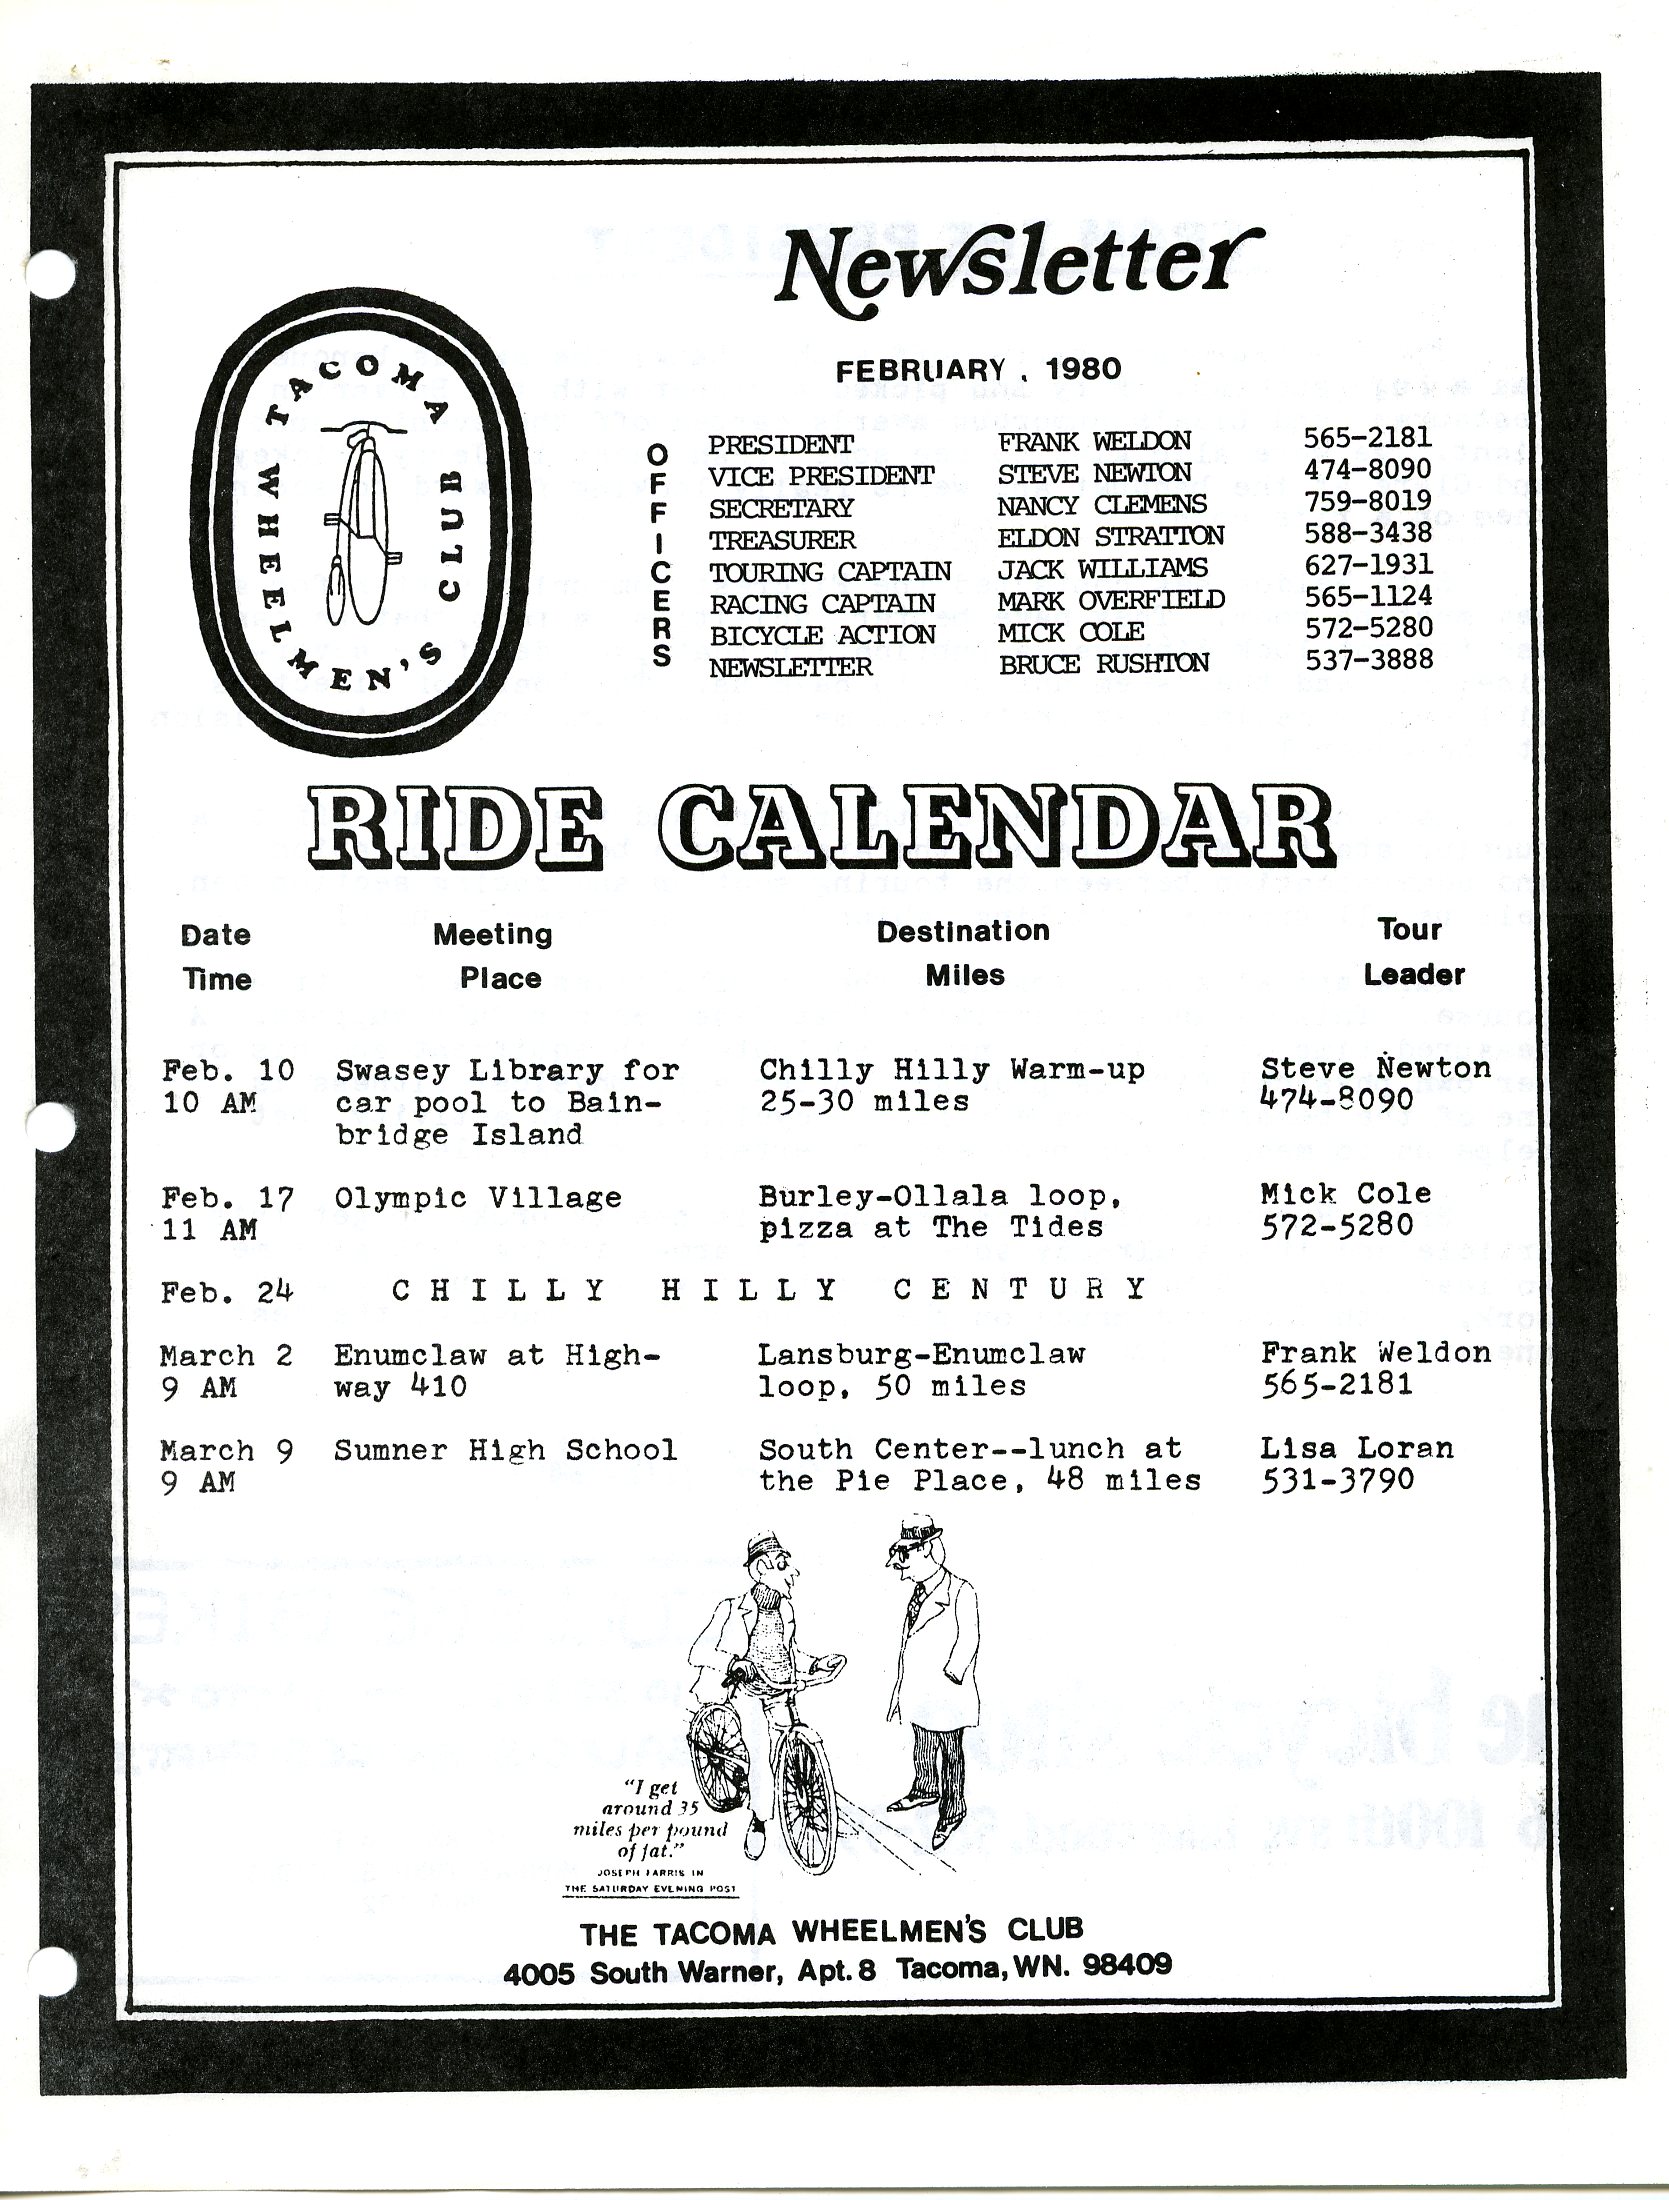 Newsletter
FEBRUARY, 1980
TACOMA WHEELMEN'S CLUB
OFFICERS
PRESIDENT FRANK WELDON 565-2181
VICE PRESIDENT STEVE NEWTON 474-8090
SECRETARY NANCY CLEMENS 759-8019
TREASURER ELDON STRATTON 588-3438
TOURING CAPTAIN JACK WILLIAMS 627-1931
RACING CAPTAIN MARK OVERFIELD 565-1124
BICYCLE ACTION MICK COLE 572-5280
NEWSLETTER BRUCE RUSHTON 537-3888
RIDE CALENDAR
Date Meeting Destination Tour
Time Place Miles Leader
Feb. 10 Swasey Library for Chilly Hilly Warm-up Steve Newton
10 AM car pool to Bain- 25-30 miles 474-8090
bridge Island
Feb. 17 Olympic Village Burley-Ollala loop, Mick Cole
11 AM pizza at The Tides 572-5280
Feb. 24 CHILLY HILLY CENTURY
March 2 Enumclaw at High- Lansburg-Enumclaw Frank Weldon
9 AM way 410 loop, 50 miles 565-2181
March 9 Sumner High School South Center--lunch at Lisa Loran
9 AM the Pie Place, 48 miles 531-3790
"I get
around 35
miles per pound
of fat."
JOSEPH FARRIS IN
THE SATURDAY EVENING POST
THE TACOMA WHEELMEN'S CLUB
4005 South Warner, Apt. 8 Tacoma, WN. 98409